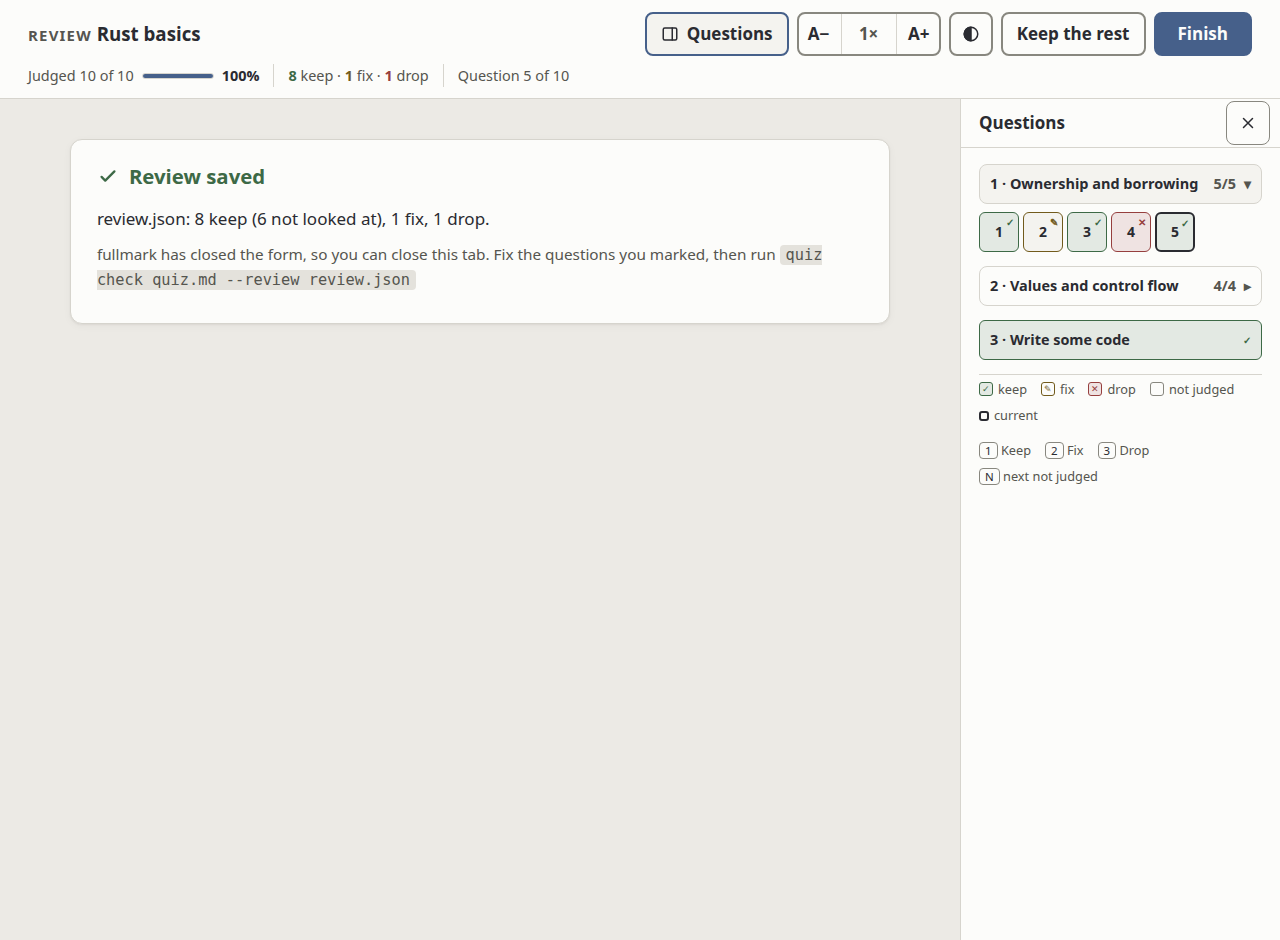 REVIEW Rust basics
Questions
A−
1×
A+
Keep the rest
Finish
Judged 10 of 10
100%
8 keep · 1 fix · 1 drop
Question 5 of 10
Review saved
review.json: 8 keep (6 not looked at), 1 fix, 1 drop.
fullmark has closed the form, so you can close this tab. Fix the questions you marked, then run quiz
check quiz.md --review review.json
Questions
1 · Ownership and borrowing 5/5 ▾
1 ✓ 2 ✎ 3 ✓ 4 ✕ 5 ✓
2 · Values and control flow 4/4 ▸
3 · Write some code ✓
✓ keep ✎ fix ✕ drop not judged
current
1 Keep 2 Fix 3 Drop
N next not judged